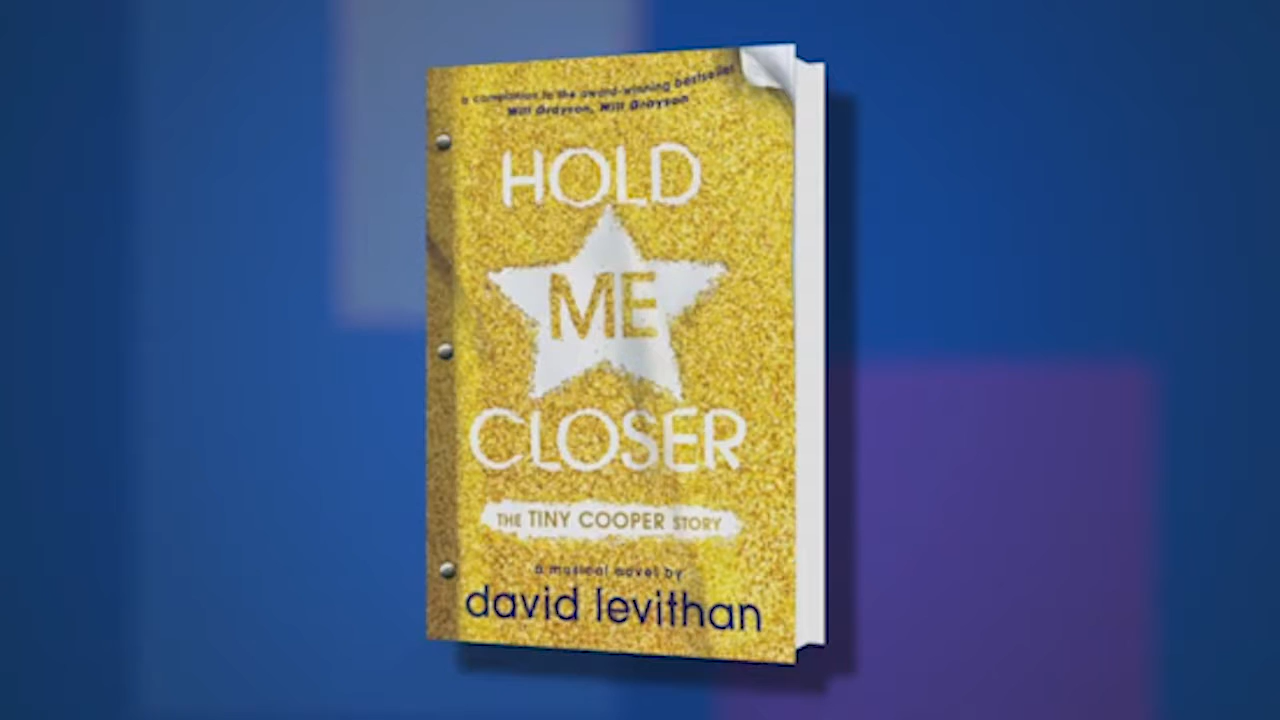 a companion to the award-winning bestseller
Will Grayson, Will Grayson
HOLD
ME
CLOSER
THE TINY COOPER STORY
a musical novel by
david levithan